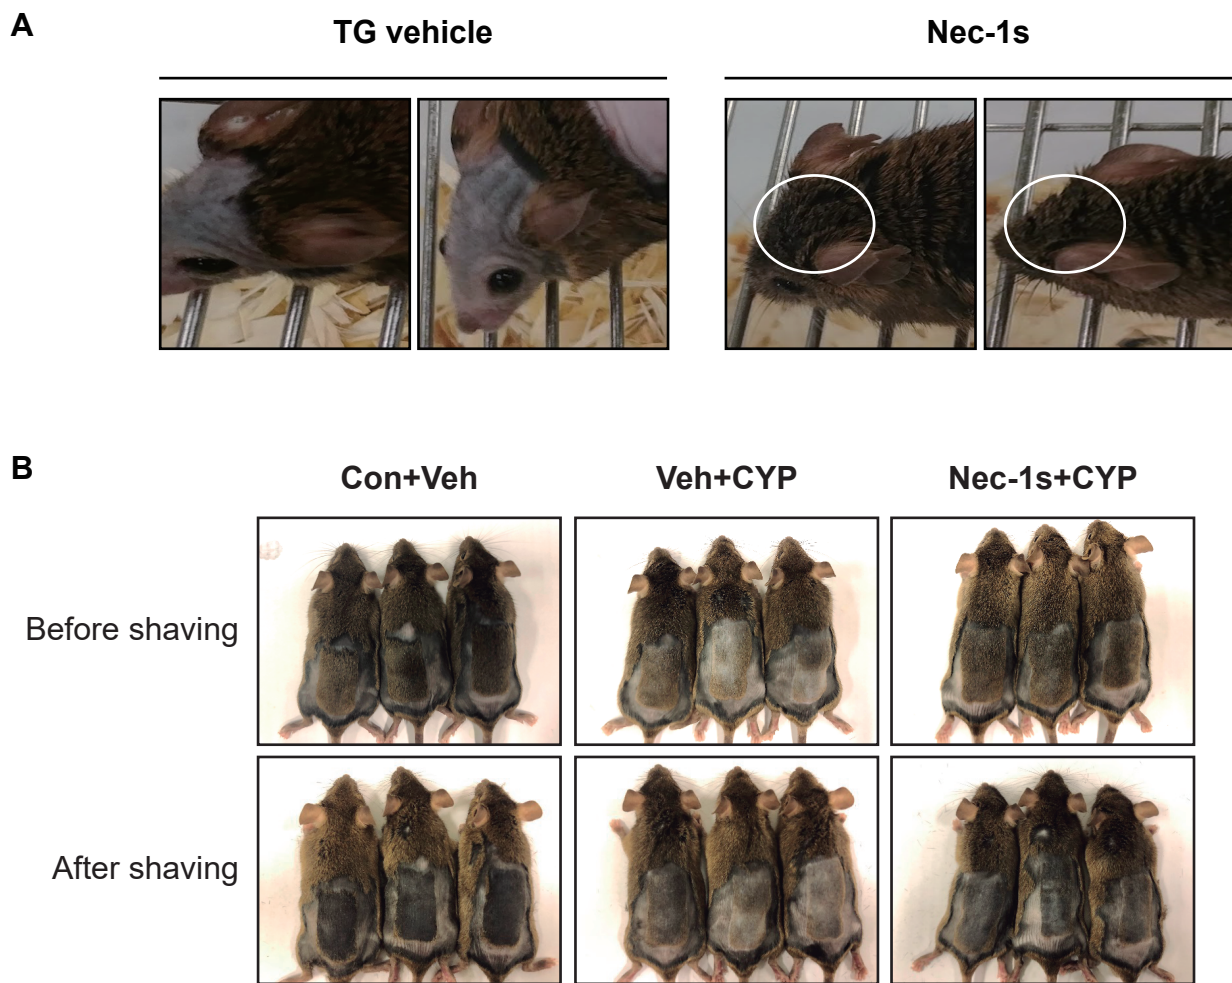 A
TG vehicle
Nec-1s
B
Con+Veh
Veh+CYP
Nec-1s+CYP
Before shaving
After shaving